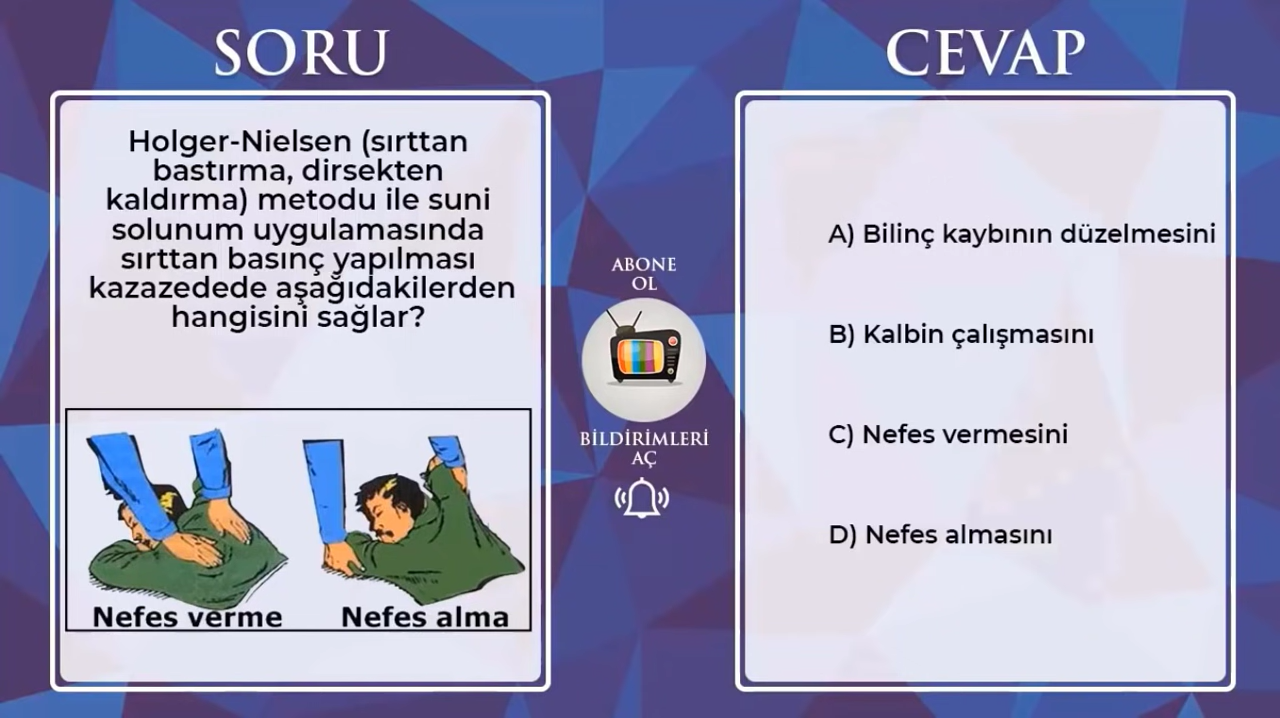 SORU
Holger-Nielsen (sırttan
bastırma, dirsekten
kaldırma) metodu ile suni
solunum uygulamasında
sırttan basınç yapılması
kazazedede aşağıdakilerden
hangisini sağlar?
Nefes verme
Nefes alma
ABONE
OL
BİLDİRİMLERİ
AÇ
CEVAP
A) Bilinç kaybının düzelmesini
B) Kalbin çalışmasını
C) Nefes vermesini
D) Nefes almasını